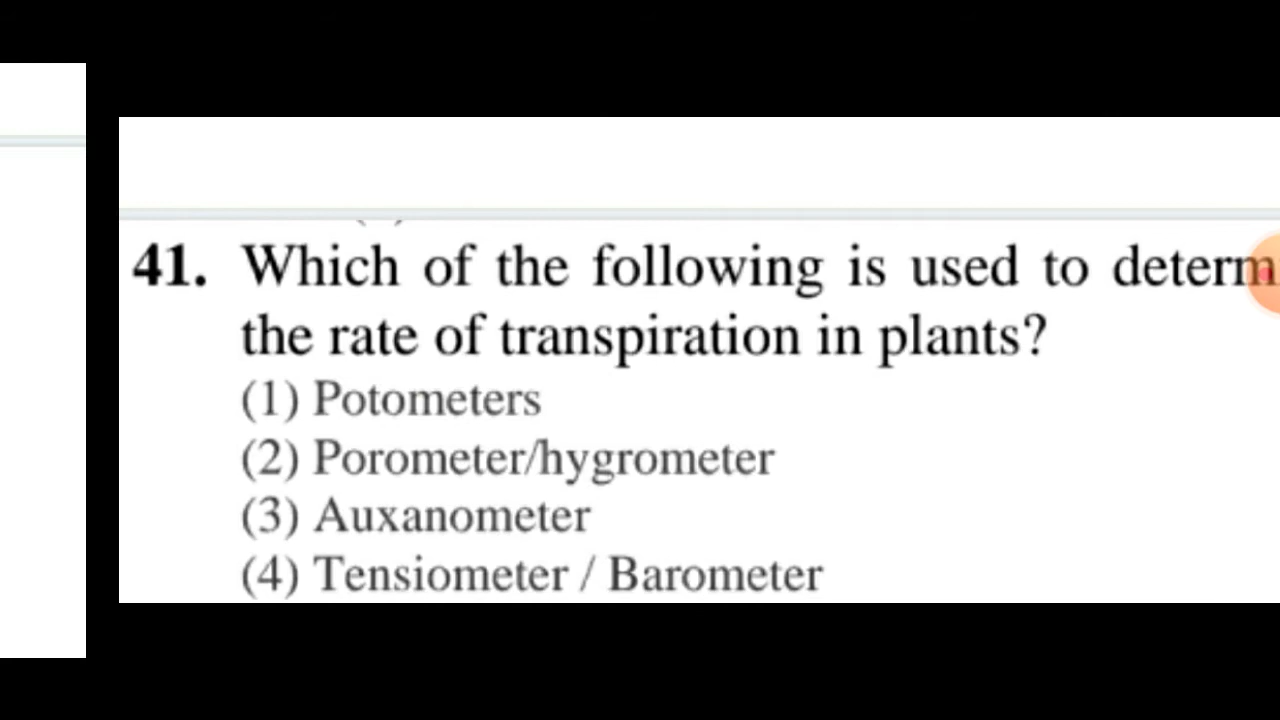 41. Which of the following is used to determ
the rate of transpiration in plants?
(1) Potometers
(2) Porometer/hygrometer
(3) Auxanometer
(4) Tensiometer / Barometer